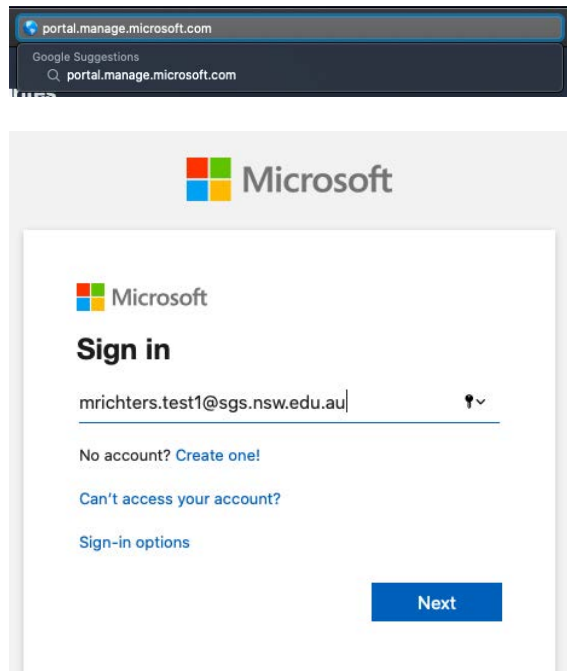 portal.manage.microsoft.com
Google Suggestions
portal.manage.microsoft.com
Microsoft
Microsoft
Sign in
mrichters.test1@sgs.nsw.edu.au
No account? Create one!
Can't access your account?
Sign-in options
Next